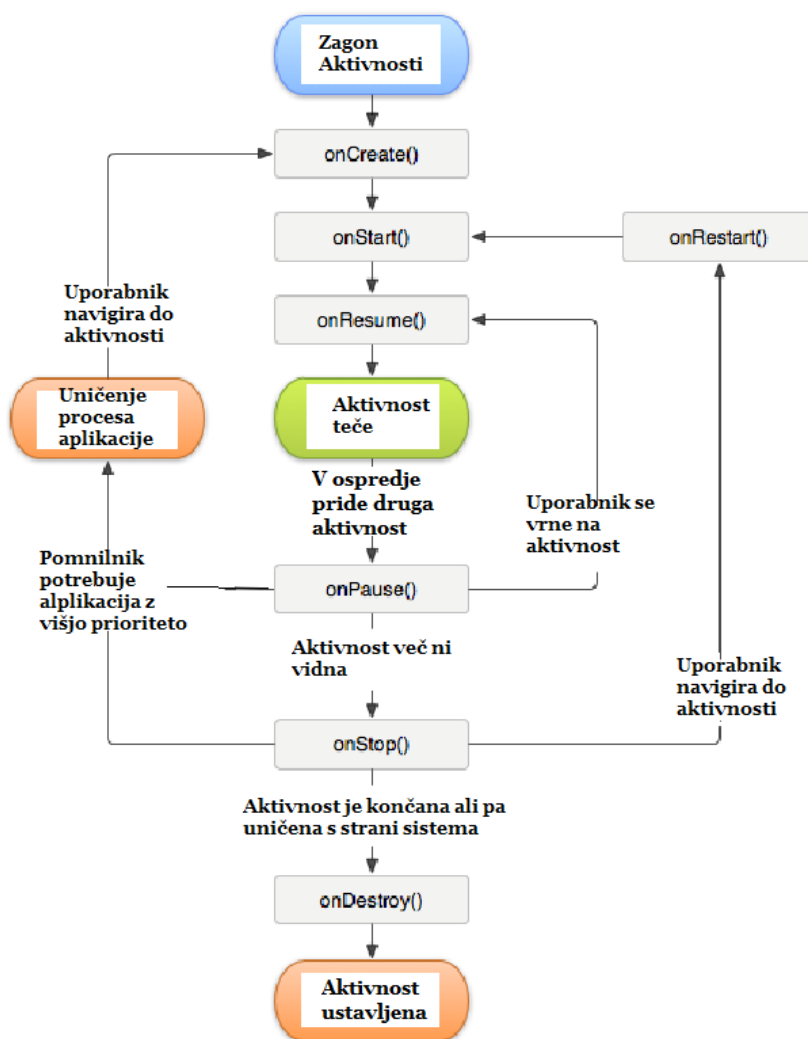 Zagon
Aktivnosti
onCreate()
onStart()
onRestart()
Uporabnik
navigira do
aktivnosti
onResume()
Uničenje
procesa
aplikacije
Aktivnost
teče
V ospredje
pride druga
aktivnost
Uporabnik se
vrne na
aktivnost
Pomnilnik
potrebuje
alplikacija z
višjo prioriteto
onPause()
Aktivnost več ni
vidna
Uporabnik
navigira do
aktivnosti
onStop()
Aktivnost je končana ali pa
uničena s strani sistema
onDestroy()
Aktivnost
ustavljena